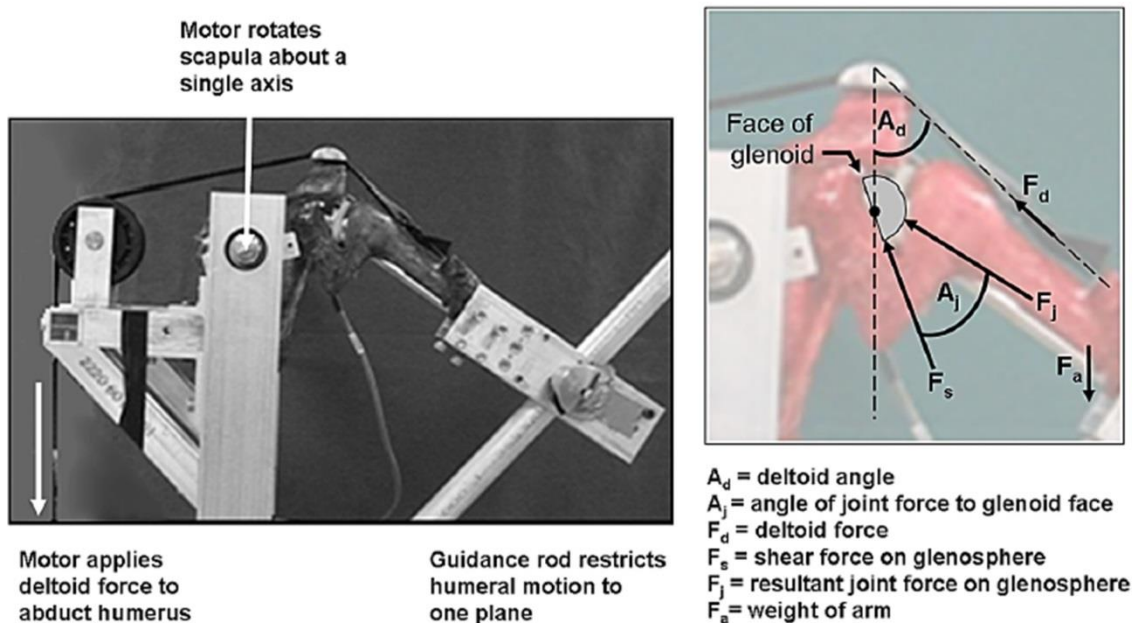 Motor rotates
scapula about a
single axis
2220 60
Motor applies
deltoid force to
abduct humerus
Guidance rod restricts
humeral motion to
one plane
Face of
glenoid
A_d
F_d
A_j
F_j
F_s
F_a
A_d = deltoid angle
A_j = angle of joint force to glenoid face
F_d = deltoid force
F_s = shear force on glenosphere
F_j = resultant joint force on glenosphere
F_a = weight of arm